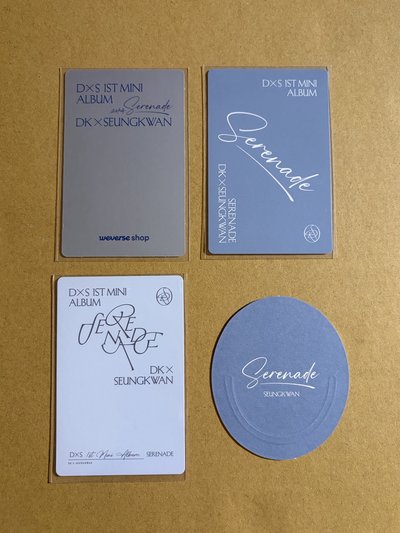 D×S 1ST MINI
ALBUM
Serenade
DK×SEUNGKWAN
weverse shop
D×S 1ST MINI
ALBUM
Serenade
SERENADE
DK×SEUNGKWAN
D×S 1ST MINI
ALBUM
SERENADE
DK×
SEUNGKWAN
D×S 1st Mini Album SERENADE
Serenade
SEUNGKWAN